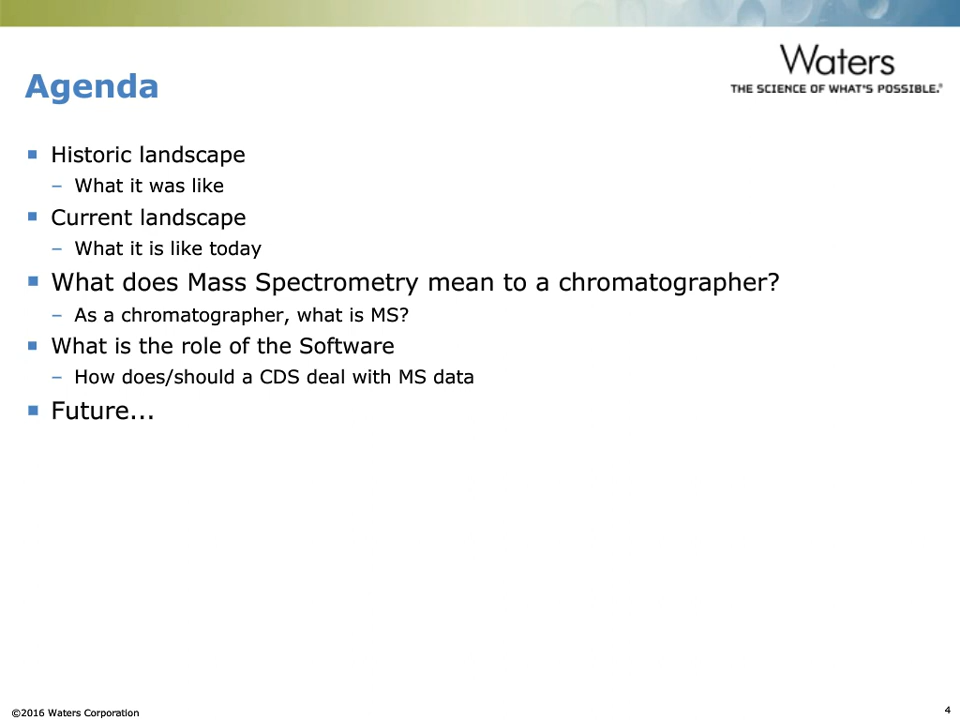 Waters
THE SCIENCE OF WHAT'S POSSIBLE.®
Agenda
■ Historic landscape
– What it was like
■ Current landscape
– What it is like today
■ What does Mass Spectrometry mean to a chromatographer?
– As a chromatographer, what is MS?
■ What is the role of the Software
– How does/should a CDS deal with MS data
■ Future...
©2016 Waters Corporation
4